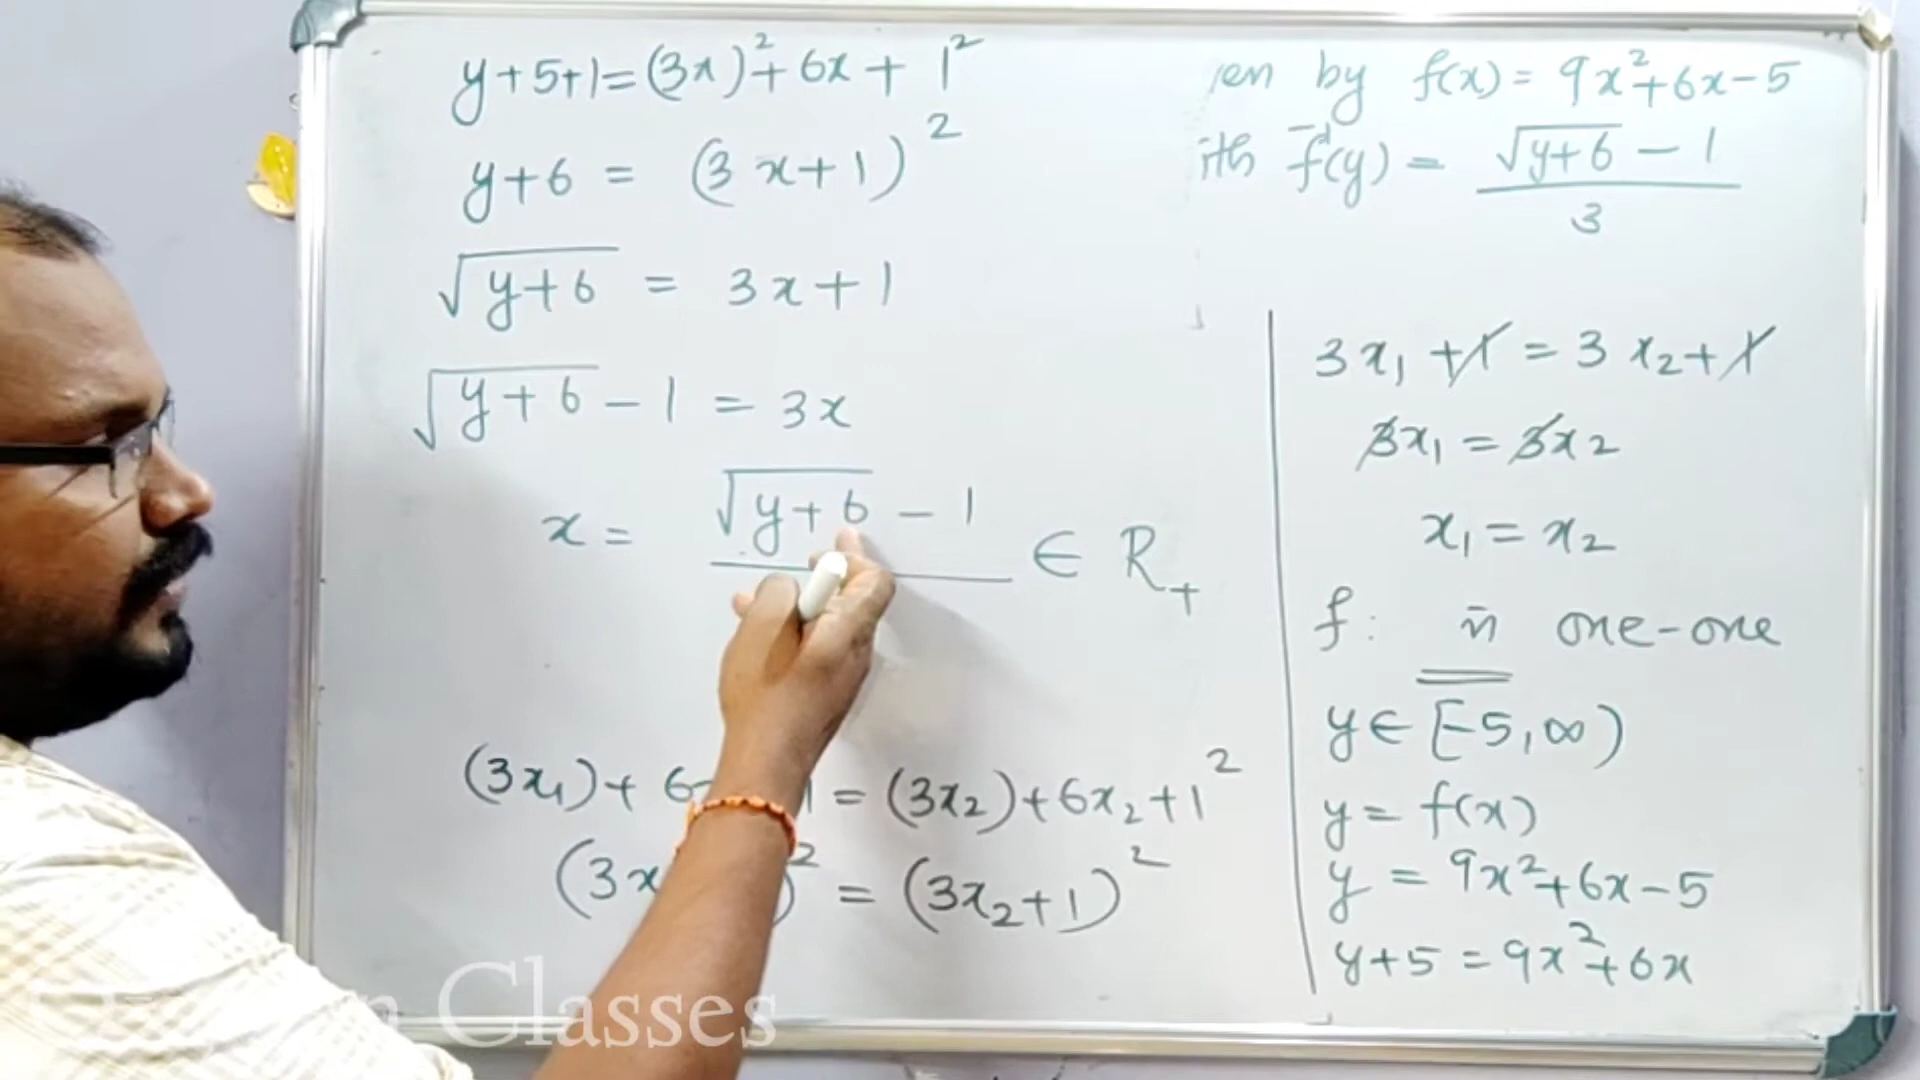 y+5+1=(3x)²+6x+1²
y+6 = (3x+1)²
√(y+6) = 3x+1
√(y+6) - 1 = 3x
x = (√(y+6) - 1)/ ∈ R₊
(3x₁)+ 6 1 = (3x₂)+6x₂+1²
(3x )² = (3x₂+1)²
en by f(x) = 9x²+6x-5
ith f⁻¹(y) = (√(y+6) - 1)/3
3x₁+1 = 3x₂+1
3x₁ = 3x₂
x₁ = x₂
f: is one-one
y∈ [-5, ∞)
y = f(x)
y = 9x²+6x-5
y+5 = 9x²+6x
Classes